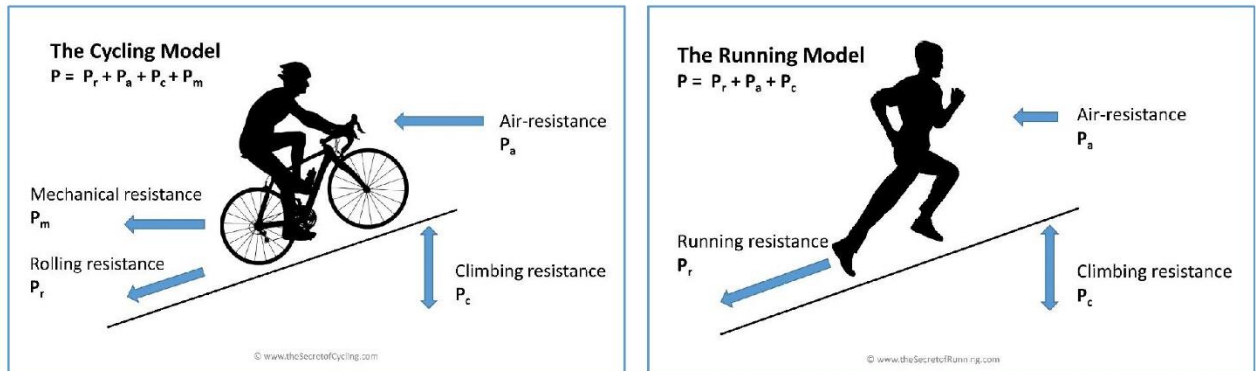 The Cycling Model
P = Pr + Pa + Pc + Pm
Air-resistance
Pa
Mechanical resistance
Pm
Rolling resistance
Pr
Climbing resistance
Pc
© www.theSecretofCycling.com
The Running Model
P = Pr + Pa + Pc
Air-resistance
Pa
Running resistance
Pr
Climbing resistance
Pc
© www.theSecretofRunning.com